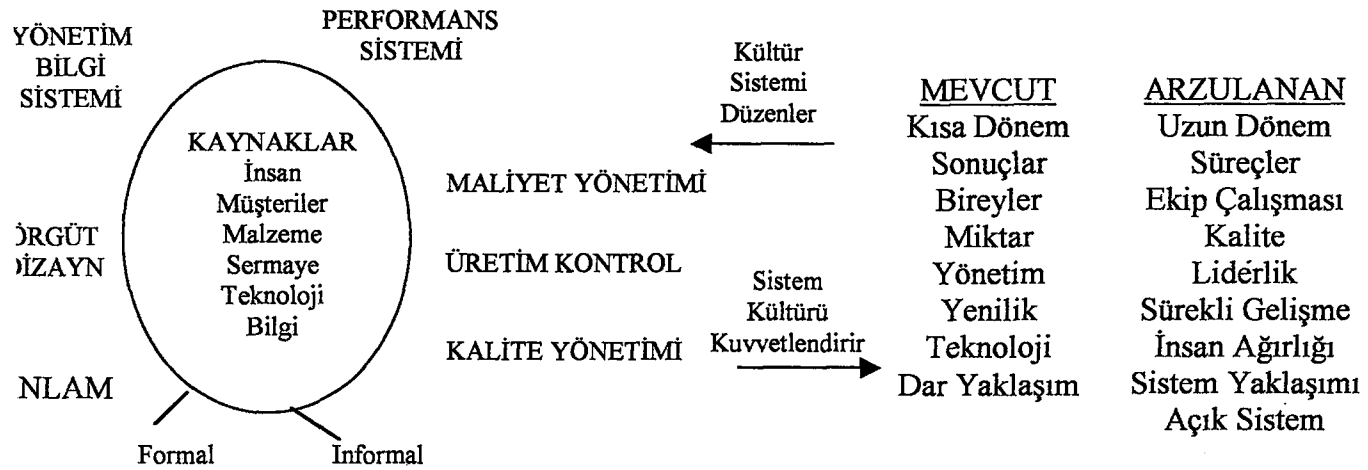 YÖNETİM
BİLGİ
SİSTEMİ
PERFORMANS
SİSTEMİ
KAYNAKLAR
İnsan
Müşteriler
Malzeme
Sermaye
Teknoloji
Bilgi
ÖRGÜT
DİZAYN
NLAM
Formal
Informal
MALİYET YÖNETİMİ
ÜRETİM KONTROL
KALİTE YÖNETİMİ
Kültür
Sistemi
Düzenler
Sistem
Kültürü
Kuvvetlendirir
MEVCUT
Kısa Dönem
Sonuçlar
Bireyler
Miktar
Yönetim
Yenilik
Teknoloji
Dar Yaklaşım
ARZULANAN
Uzun Dönem
Süreçler
Ekip Çalışması
Kalite
Liderlik
Sürekli Gelişme
İnsan Ağırlığı
Sistem Yaklaşımı
Açık Sistem